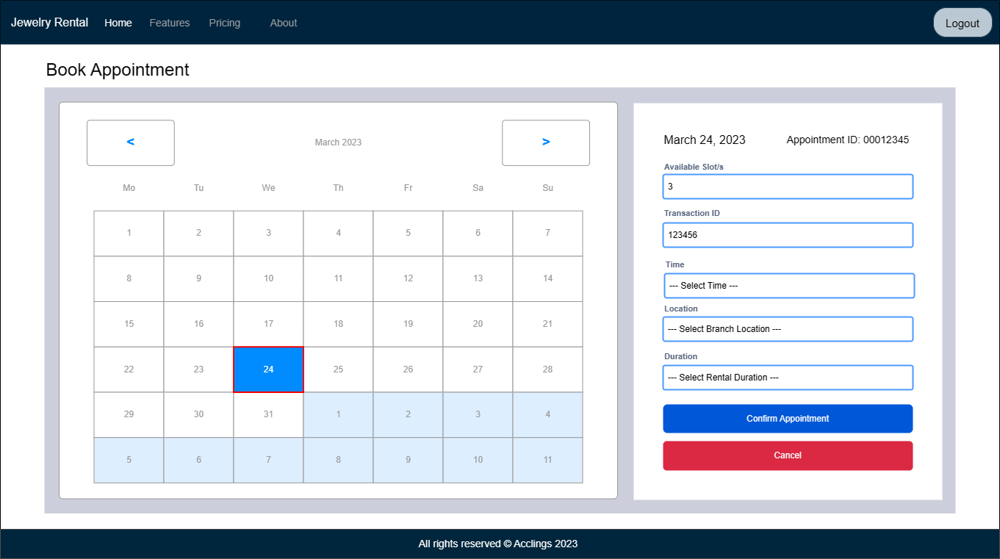 Jewelry Rental Home Features Pricing About Logout
Book Appointment
< March 2023 >
Mo Tu We Th Fr Sa Su
1 2 3 4 5 6 7
8 9 10 11 12 13 14
15 16 17 18 19 20 21
22 23 24 25 26 27 28
29 30 31 1 2 3 4
5 6 7 8 9 10 11
March 24, 2023 Appointment ID: 00012345
Available Slot/s
3
Transaction ID
123456
Time
--- Select Time ---
Location
--- Select Branch Location ---
Duration
--- Select Rental Duration ---
Confirm Appointment
Cancel
All rights reserved © Acclings 2023